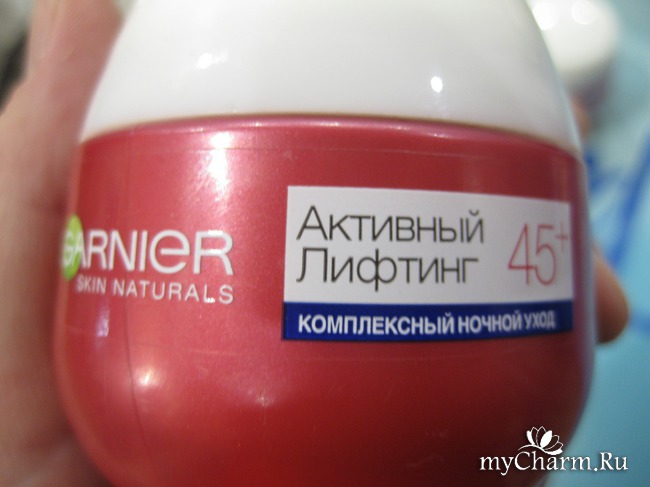 GARNIER
SKIN NATURALS
Активный
Лифтинг
45+
КОМПЛЕКСНЫЙ НОЧНОЙ УХОД
myCharm.Ru